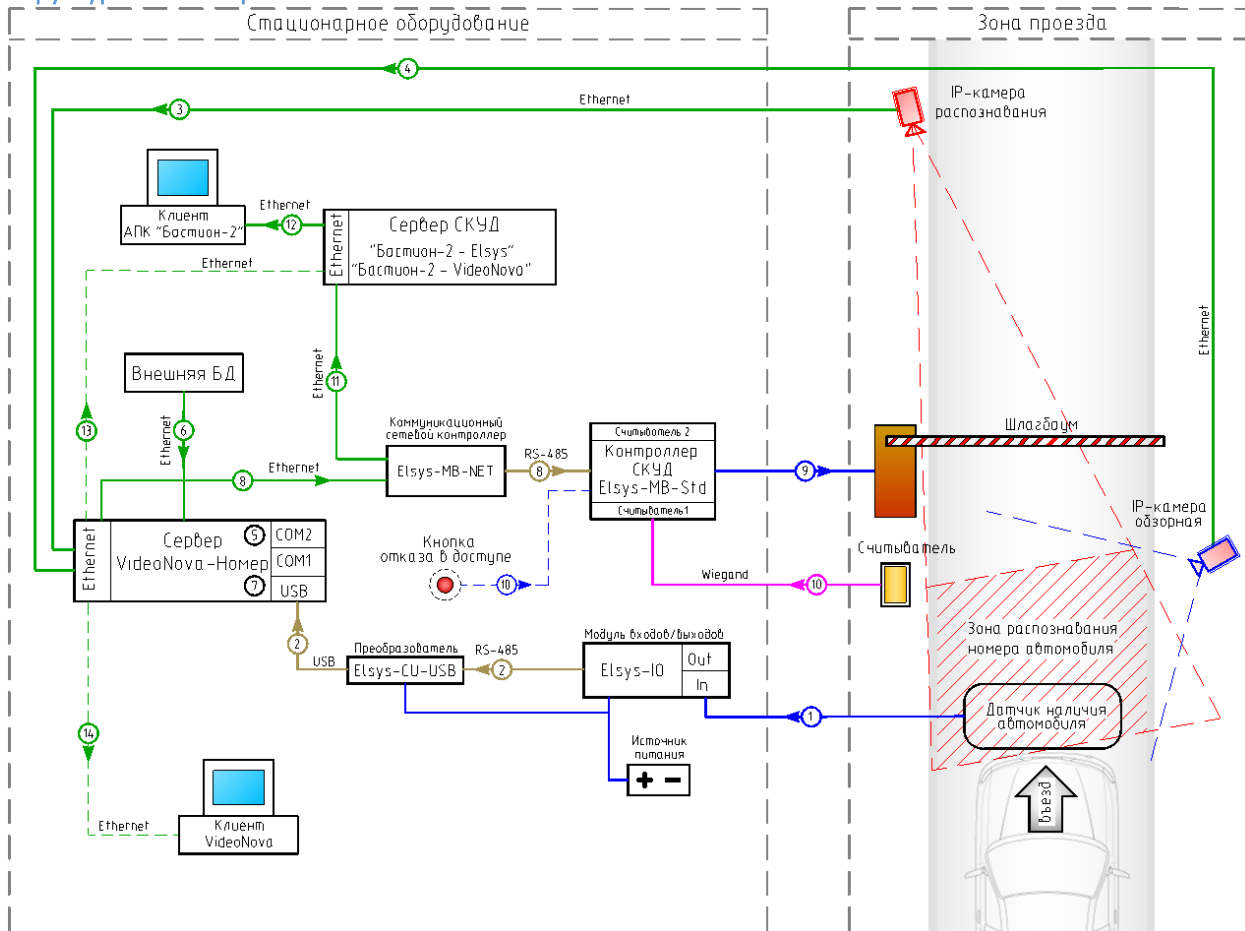 Стационарное оборудование
Зона проезда
4
Ethernet
3
IP-камера
распознавания
Клиент
АПК "Бастион-2"
Ethernet
12
Ethernet
Сервер СКУД
"Бастион-2 - Elsys"
"Бастион-2 - VideoNova"
Ethernet
Ethernet
Ethernet
11
Внешняя БД
13
Ethernet
6
Коммуникационный
сетевой контроллер
Elsys-MB-NET
RS-485
8
Ethernet
8
Считыватель 2
Контроллер
СКУД
Elsys-MB-Std
Считыватель1
9
Шлагбаум
IP-камера
обзорная
Ethernet
Сервер
VideoNova-Номер
5
7
COM2
COM1
USB
Кнопка
отказа в доступе
10
Wiegand
10
Считыватель
Зона распознавания
номера автомобиля
2
USB
Преобразователь
Elsys-CU-USB
RS-485
2
Модуль входов/выходов
Elsys-IO
Out
In
1
Датчик наличия
автомобиля
14
Источник
питания
+ -
въезд
Ethernet
Клиент
VideoNova